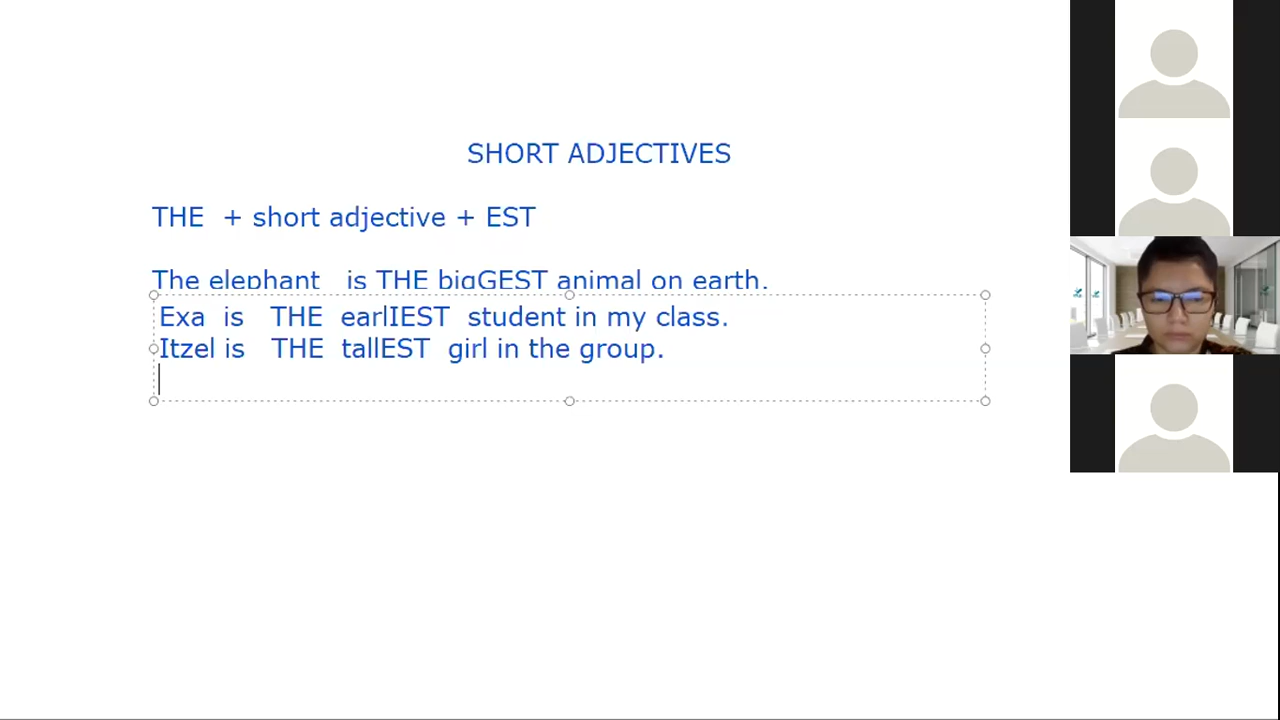 SHORT ADJECTIVES
THE + short adjective + EST
The elephant is THE bigGEST animal on earth.
Exa is THE earlIEST student in my class.
Itzel is THE tallEST girl in the group.